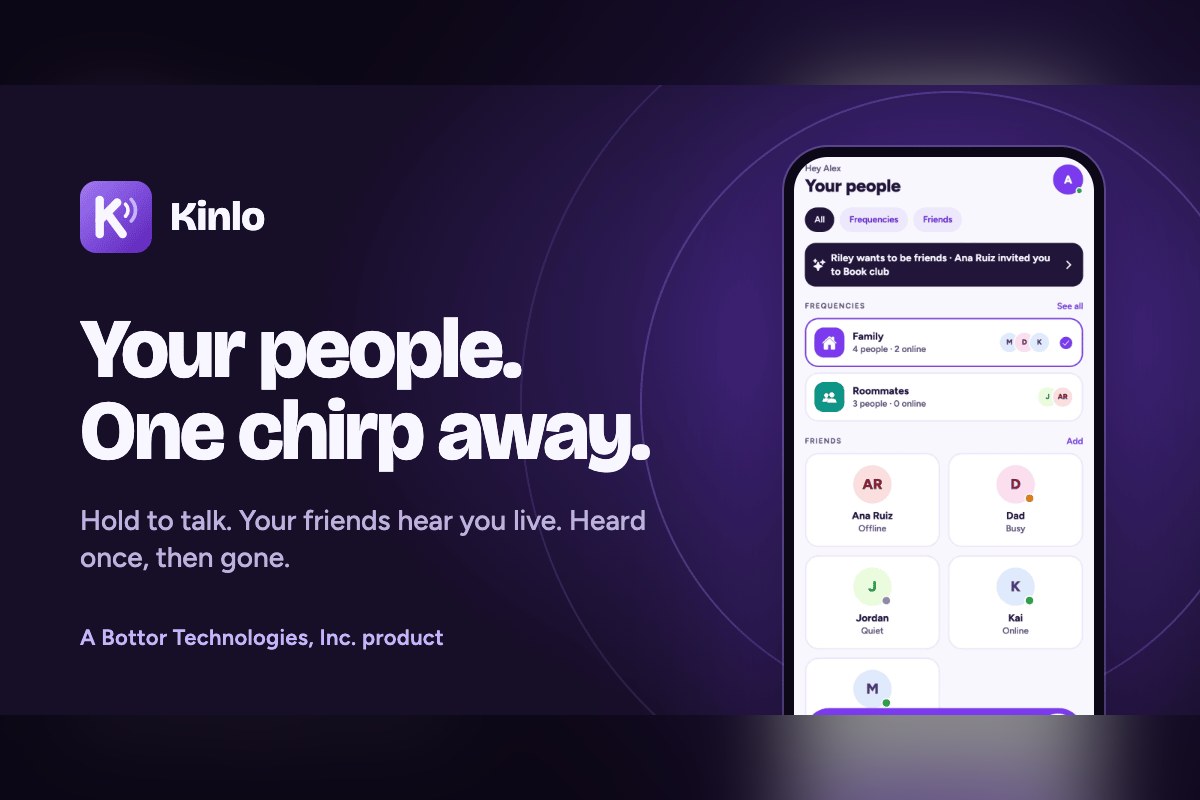 Kinlo
Your people.
One chirp away.
Hold to talk. Your friends hear you live. Heard
once, then gone.
A Bottor Technologies, Inc. product
Hey Alex
Your people
A
All
Frequencies
Friends
Riley wants to be friends · Ana Ruiz invited you
to Book club
FREQUENCIES
See all
Family
4 people · 2 online
M D K
Roommates
3 people · 0 online
J AR
FRIENDS
Add
AR
Ana Ruiz
Offline
D
Dad
Busy
J
Jordan
Quiet
K
Kai
Online
M